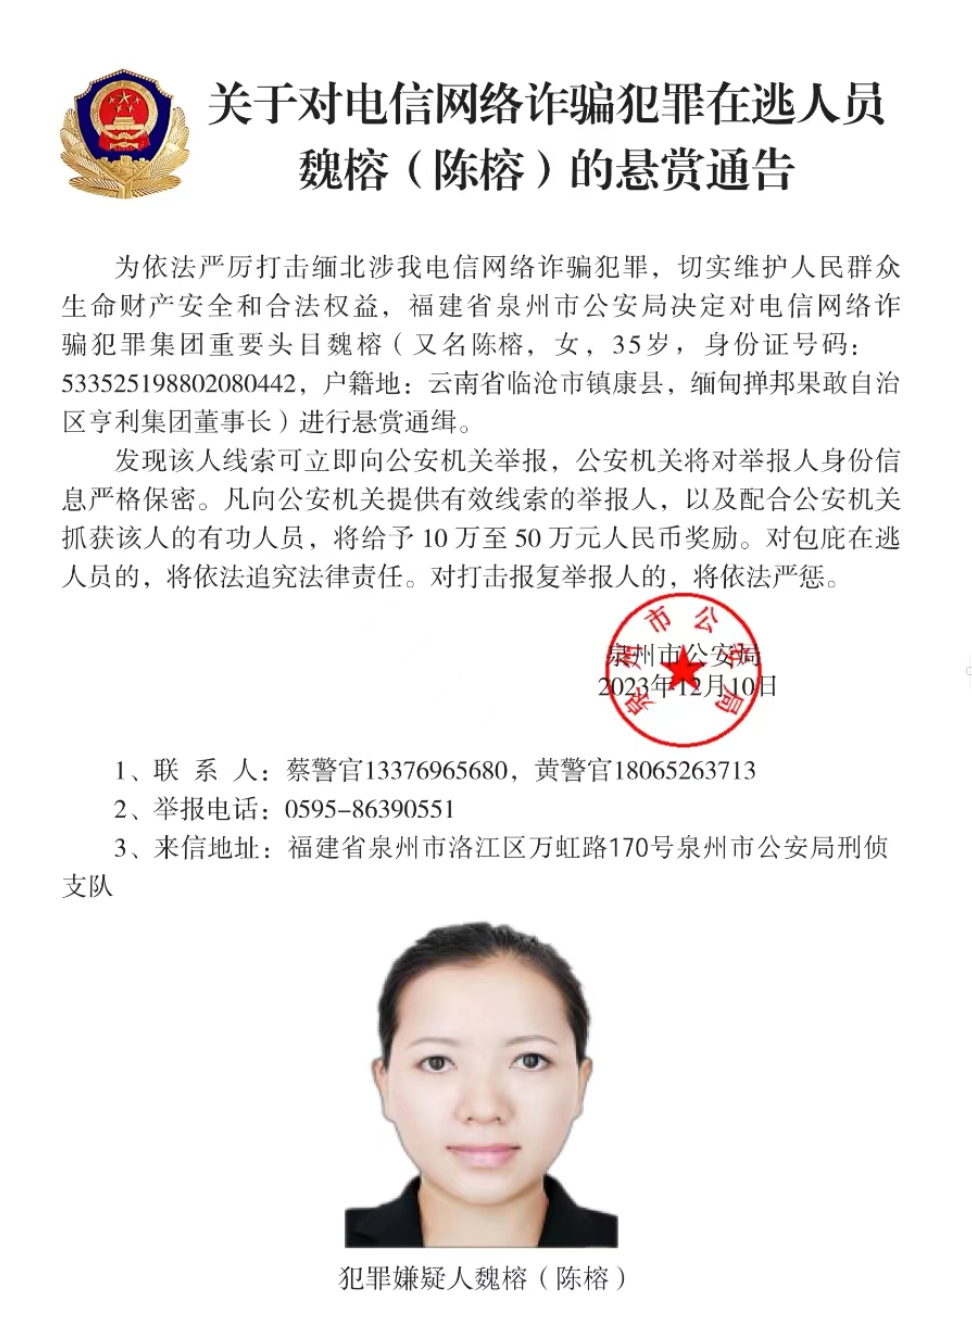 关于对电信网络诈骗犯罪在逃人员
魏榕（陈榕）的悬赏通告
为依法严厉打击缅北涉我电信网络诈骗犯罪，切实维护人民群众
生命财产安全和合法权益，福建省泉州市公安局决定对电信网络诈
骗犯罪集团重要头目魏榕（又名陈榕，女，35岁，身份证号码：
533525198802080442，户籍地：云南省临沧市镇康县，缅甸掸邦果敢自治
区亨利集团董事长）进行悬赏通缉。
发现该人线索可立即向公安机关举报，公安机关将对举报人身份信
息严格保密。凡向公安机关提供有效线索的举报人，以及配合公安机关
抓获该人的有功人员，将给予 10 万至 50 万元人民币奖励。对包庇在逃
人员的，将依法追究法律责任。对打击报复举报人的，将依法严惩。
泉州市公安局
泉州市公安局
2023年12月10日
1、联 系 人：蔡警官13376965680，黄警官18065263713
2、举报电话：0595-86390551
3、来信地址：福建省泉州市洛江区万虹路170号泉州市公安局刑侦
支队
犯罪嫌疑人魏榕（陈榕）